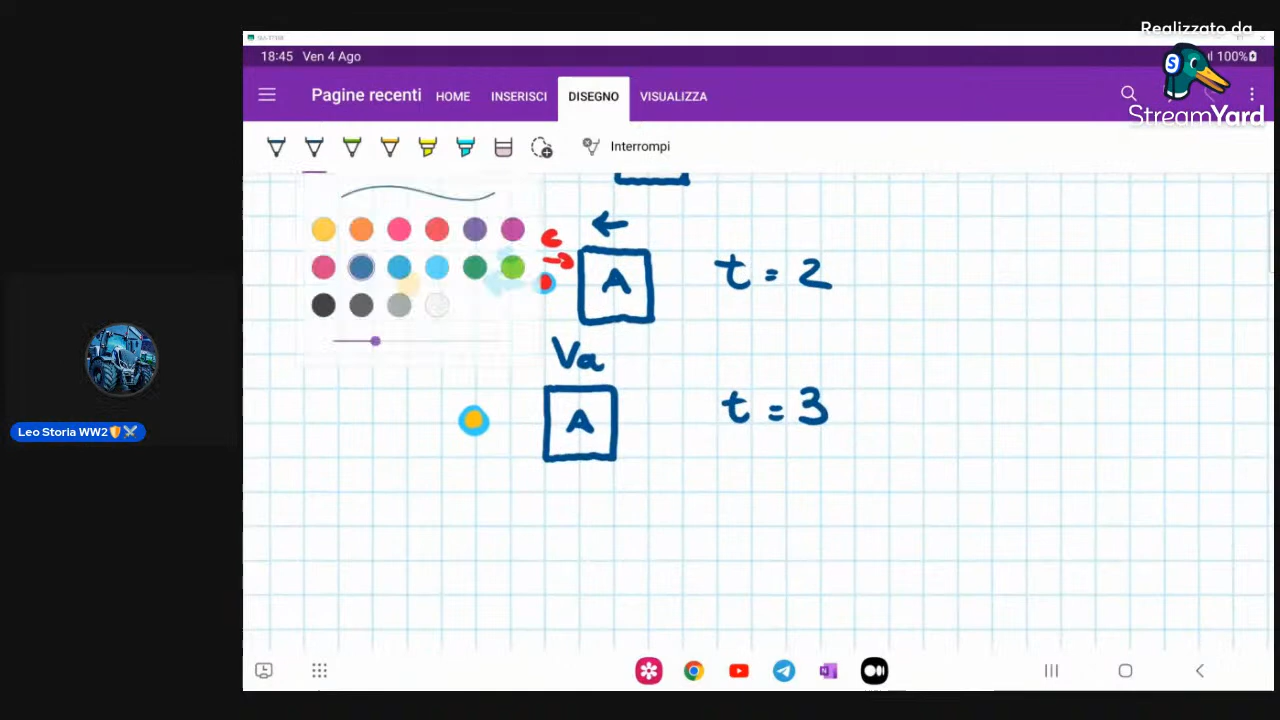 Realizzato da
StreamYard
18:45 Ven 4 Ago
100%
Pagine recenti HOME INSERISCI DISEGNO VISUALIZZA
Interrompi
c
A t = 2
Va
A t = 3
Leo Storia WW2